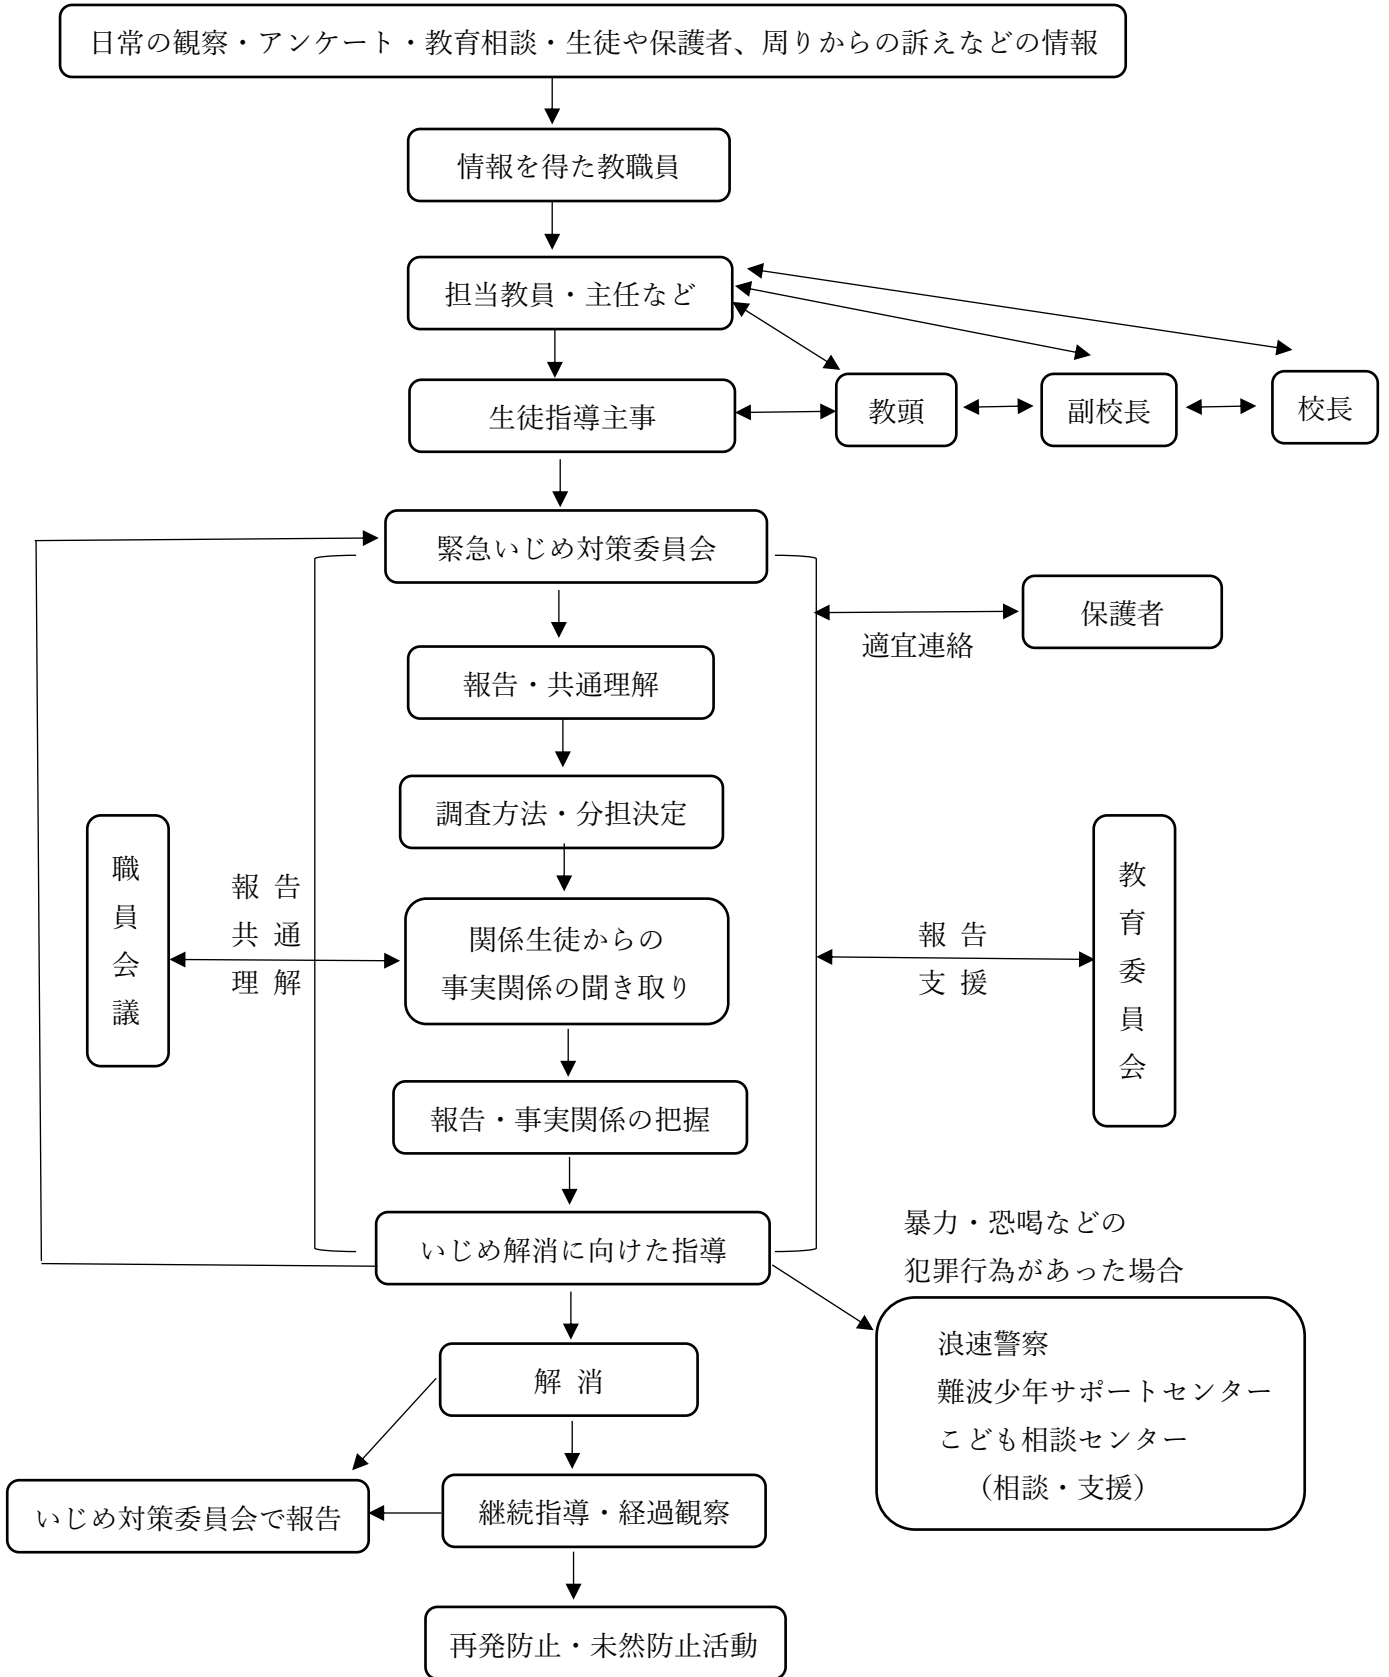 日常の観察・アンケート・教育相談・生徒や保護者、周りからの訴えなどの情報
情報を得た教職員
担当教員・主任など
生徒指導主事
教頭
副校長
校長
緊急いじめ対策委員会
保護者
適宜連絡
報告・共通理解
調査方法・分担決定
職員会議
報告
共通
理解
関係生徒からの
事実関係の聞き取り
報告
支援
教育委員会
報告・事実関係の把握
いじめ解消に向けた指導
暴力・恐喝などの
犯罪行為があった場合
浪速警察
難波少年サポートセンター
こども相談センター
（相談・支援）
解消
継続指導・経過観察
いじめ対策委員会で報告
再発防止・未然防止活動